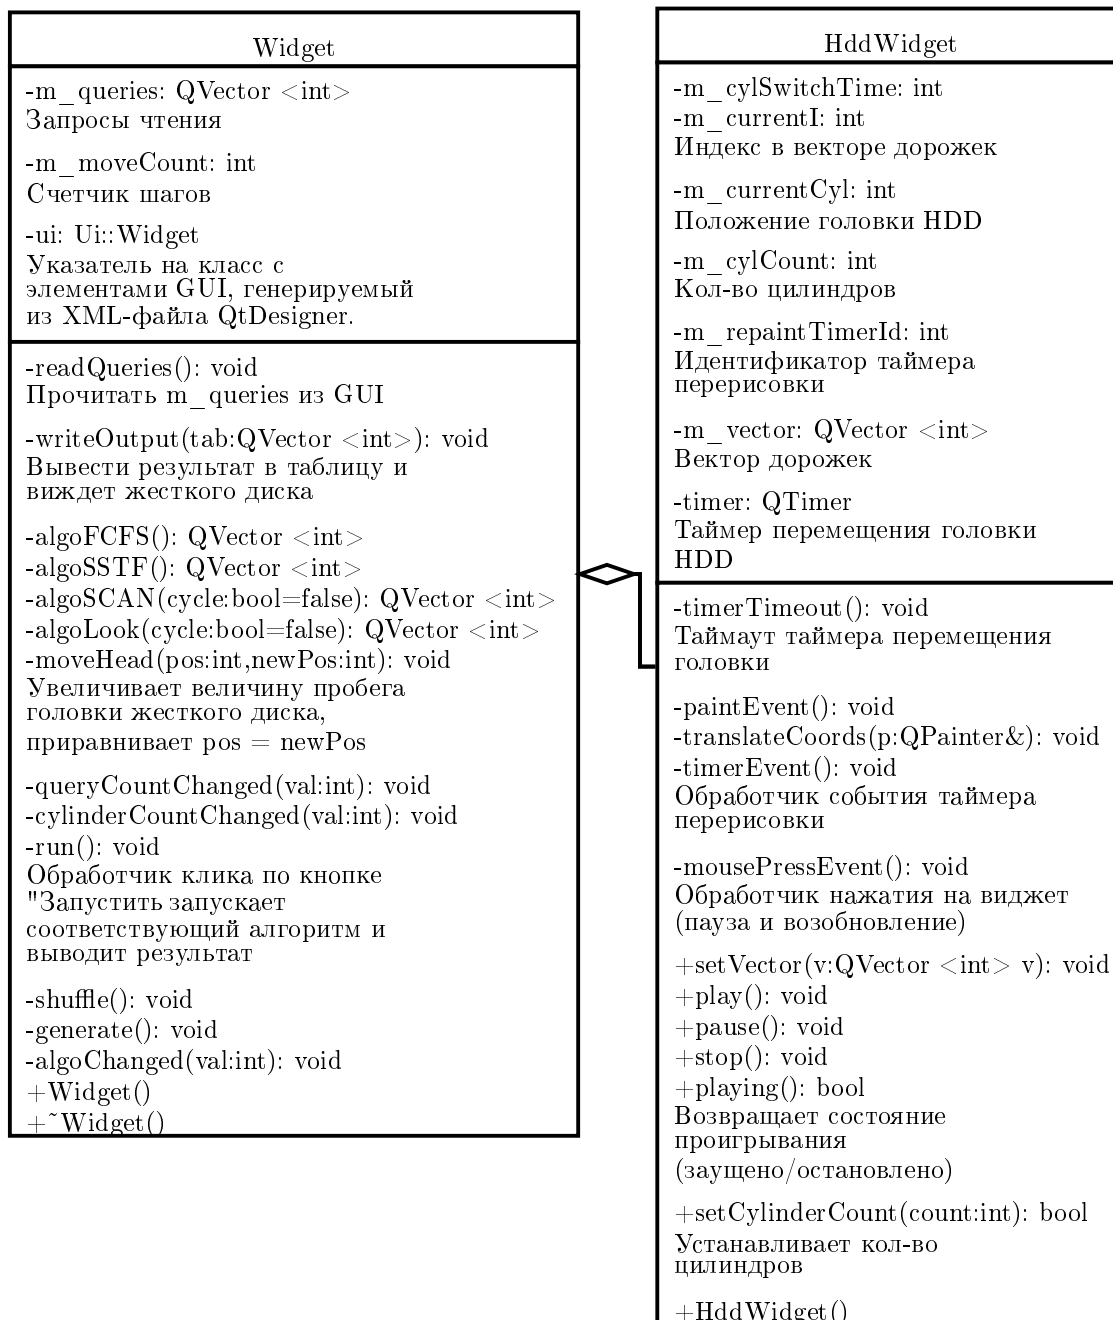 Widget
-m_queries: QVector <int>
Запросы чтения
-m_moveCount: int
Счетчик шагов
-ui: Ui::Widget
Указатель на класс с
элементами GUI, генерируемый
из XML-файла QtDesigner.
-readQueries(): void
Прочитать m_queries из GUI
-writeOutput(tab:QVector <int>): void
Вывести результат в таблицу и
виждет жесткого диска
-algoFCFS(): QVector <int>
-algoSSTF(): QVector <int>
-algoSCAN(cycle:bool=false): QVector <int>
-algoLook(cycle:bool=false): QVector <int>
-moveHead(pos:int,newPos:int): void
Увеличивает величину пробега
головки жесткого диска,
приравнивает pos = newPos
-queryCountChanged(val:int): void
-cylinderCountChanged(val:int): void
-run(): void
Обработчик клика по кнопке
"Запустить запускает
соответствующий алгоритм и
выводит результат
-shuffle(): void
-generate(): void
-algoChanged(val:int): void
+Widget()
+~Widget()
HddWidget
-m_cylSwitchTime: int
-m_currentI: int
Индекс в векторе дорожек
-m_currentCyl: int
Положение головки HDD
-m_cylCount: int
Кол-во цилиндров
-m_repaintTimerId: int
Идентификатор таймера
перерисовки
-m_vector: QVector <int>
Вектор дорожек
-timer: QTimer
Таймер перемещения головки
HDD
-timerTimeout(): void
Таймаут таймера перемещения
головки
-paintEvent(): void
-translateCoords(p:QPainter&): void
-timerEvent(): void
Обработчик события таймера
перерисовки
-mousePressEvent(): void
Обработчик нажатия на виджет
(пауза и возобновление)
+setVector(v:QVector <int> v): void
+play(): void
+pause(): void
+stop(): void
+playing(): bool
Возвращает состояние
проигрывания
(заущено/остановлено)
+setCylinderCount(count:int): bool
Устанавливает кол-во
цилиндров
+HddWidget()